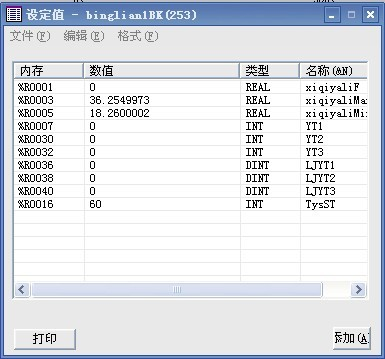 设定值 - binglian1BK(253)
文件(F) 编辑(E) 格式(F)
内存 数值 类型 名称(&N)
%R0001 0 REAL xiqiyaliF
%R0003 36.2549973 REAL xiqiyaliMa
%R0005 18.2600002 REAL xiqiyaliMi
%R0007 0 INT YT1
%R0030 0 INT YT2
%R0032 0 INT YT3
%R0036 0 DINT LJYT1
%R0038 0 DINT LJYT2
%R0040 0 DINT LJYT3
%R0016 60 INT TysST
打印 添加(A